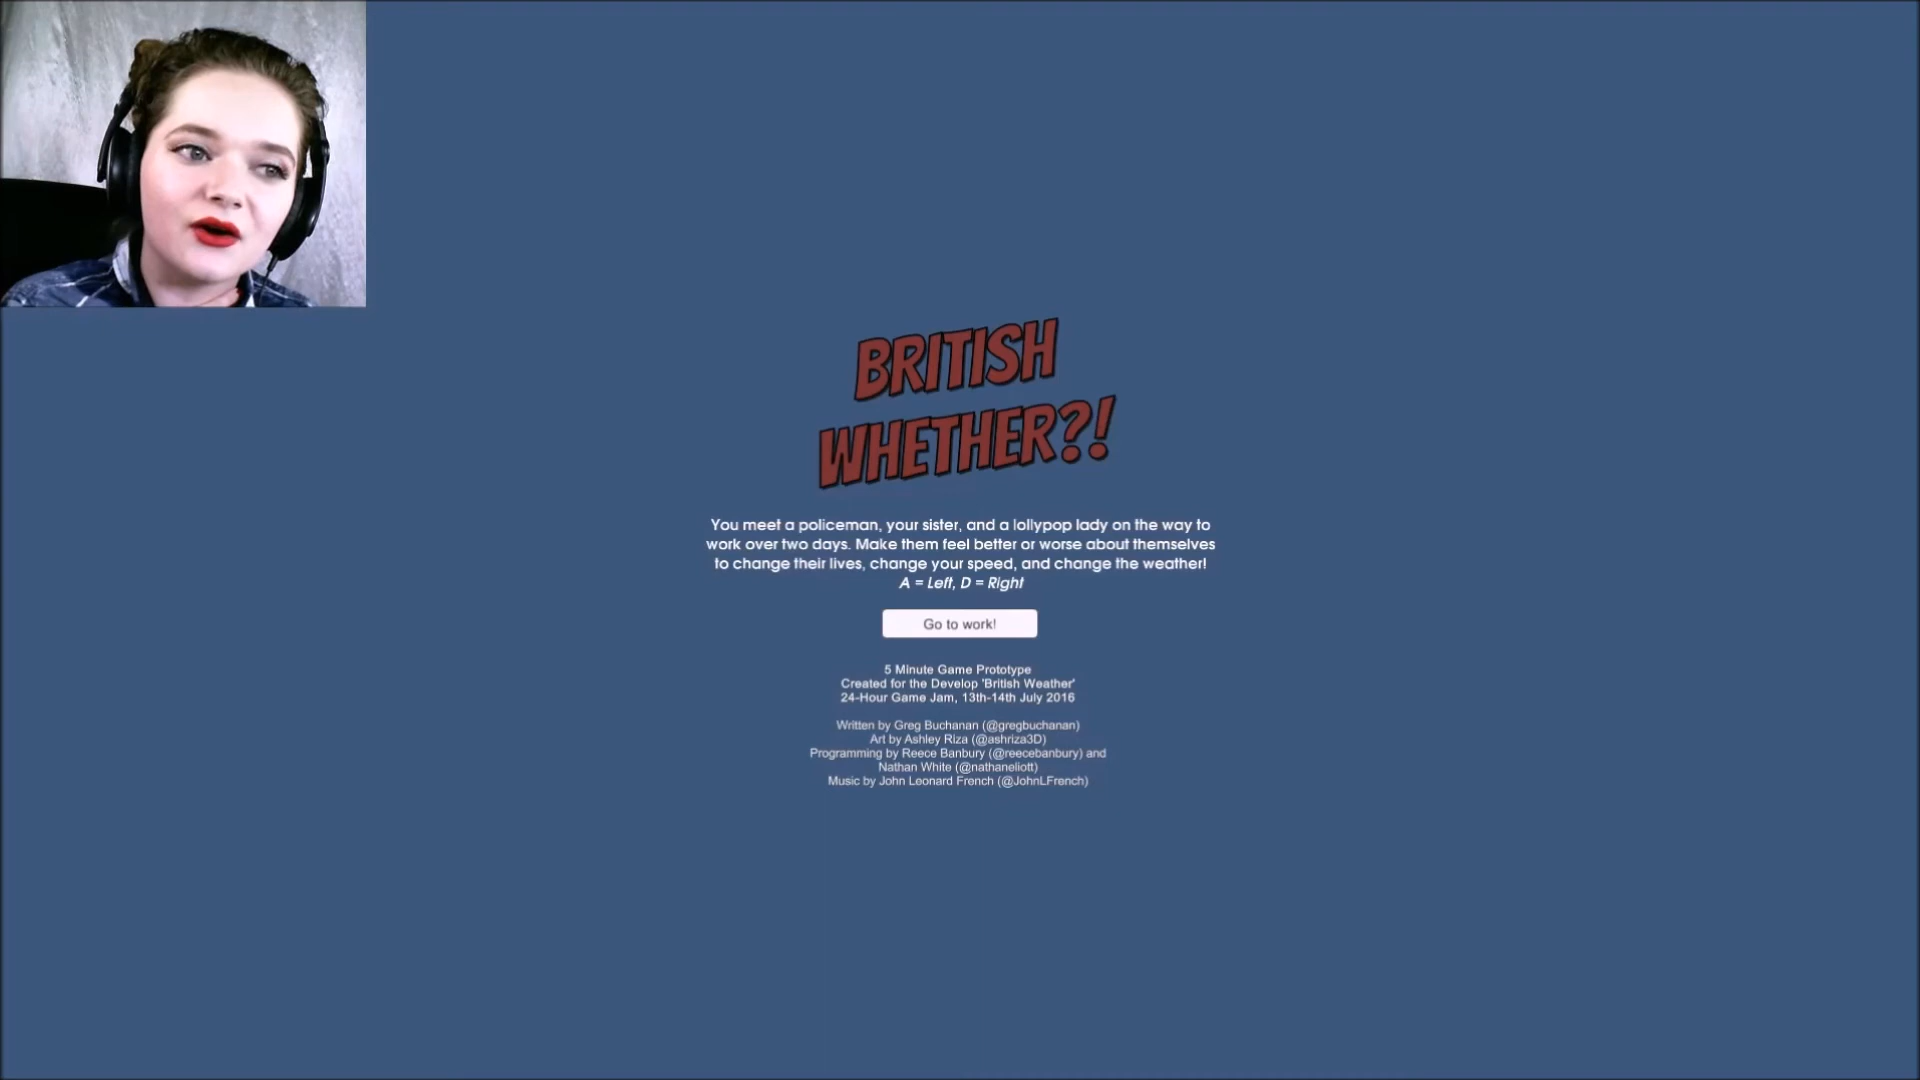 BRITISH
WHETHER?!
You meet a policeman, your sister, and a lollypop lady on the way to
work over two days. Make them feel better or worse about themselves
to change their lives, change your speed, and change the weather!
A = Left, D = Right
Go to work!
5 Minute Game Prototype
Created for the Develop 'British Weather'
24-Hour Game Jam, 13th-14th July 2016
Written by Greg Buchanan (@gregbuchanan)
Art by Ashley Riza (@ashriza3D)
Programming by Reece Banbury (@reecebanbury) and
Nathan White (@nathaneliott)
Music by John Leonard French (@JohnLFrench)